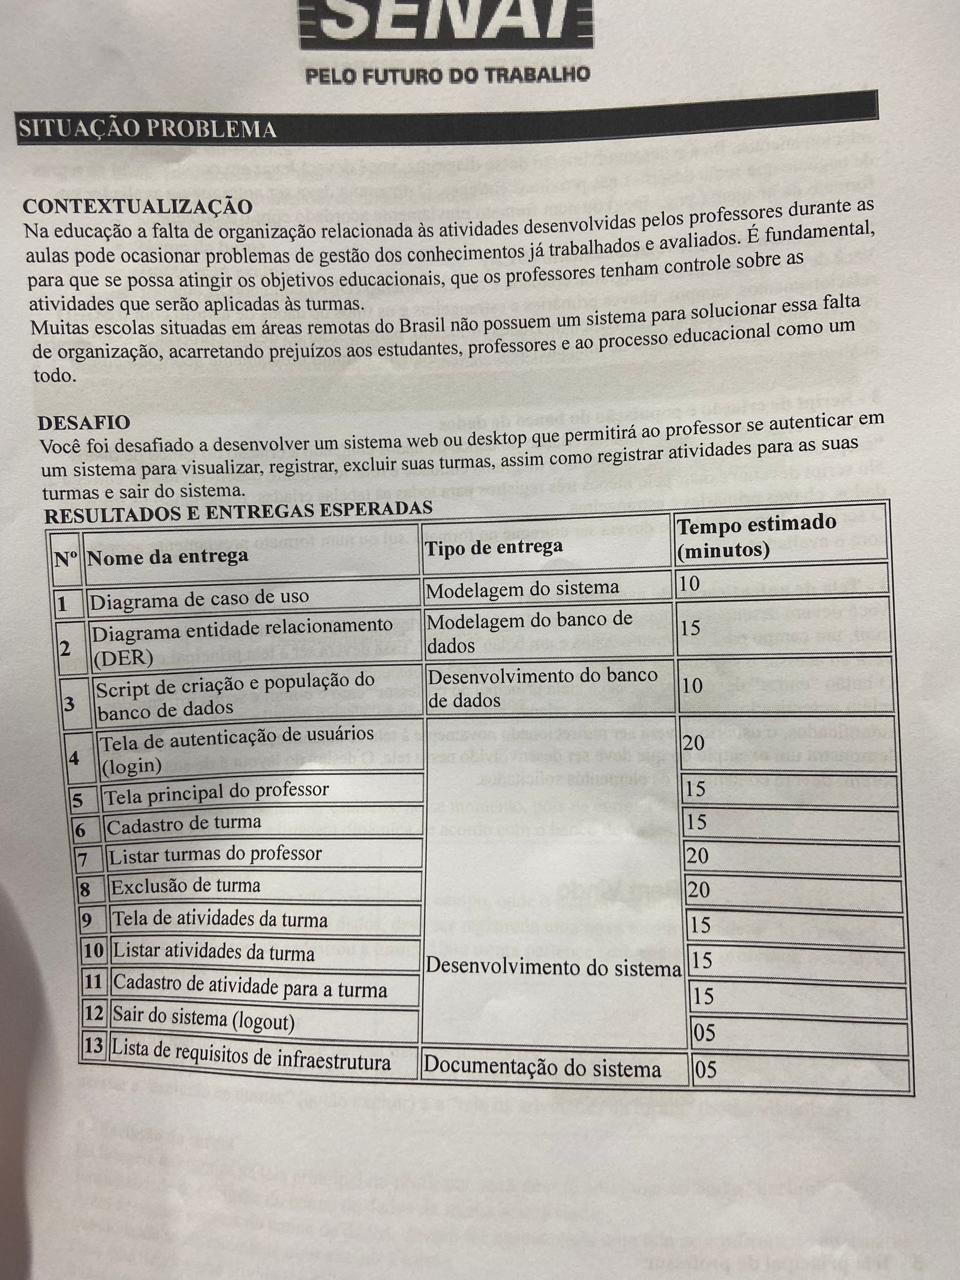 SENAI
PELO FUTURO DO TRABALHO
SITUAÇÃO PROBLEMA
CONTEXTUALIZAÇÃO
Na educação a falta de organização relacionada às atividades desenvolvidas pelos professores durante as
aulas pode ocasionar problemas de gestão dos conhecimentos já trabalhados e avaliados. É fundamental,
para que se possa atingir os objetivos educacionais, que os professores tenham controle sobre as
atividades que serão aplicadas às turmas.
Muitas escolas situadas em áreas remotas do Brasil não possuem um sistema para solucionar essa falta
de organização, acarretando prejuízos aos estudantes, professores e ao processo educacional como um
todo.
DESAFIO
Você foi desafiado a desenvolver um sistema web ou desktop que permitirá ao professor se autenticar em
um sistema para visualizar, registrar, excluir suas turmas, assim como registrar atividades para as suas
turmas e sair do sistema.
RESULTADOS E ENTREGAS ESPERADAS
Nº Nome da entrega Tipo de entrega Tempo estimado
(minutos)
1 Diagrama de caso de uso Modelagem do sistema 10
2 Diagrama entidade relacionamento
(DER) Modelagem do banco de
dados 15
3 Script de criação e população do
banco de dados Desenvolvimento do banco
de dados 10
4 Tela de autenticação de usuários
(login) 20
5 Tela principal do professor 15
6 Cadastro de turma 15
7 Listar turmas do professor 20
8 Exclusão de turma 20
9 Tela de atividades da turma 15
10 Listar atividades da turma Desenvolvimento do sistema 15
11 Cadastro de atividade para a turma 15
12 Sair do sistema (logout) 05
13 Lista de requisitos de infraestrutura Documentação do sistema 05